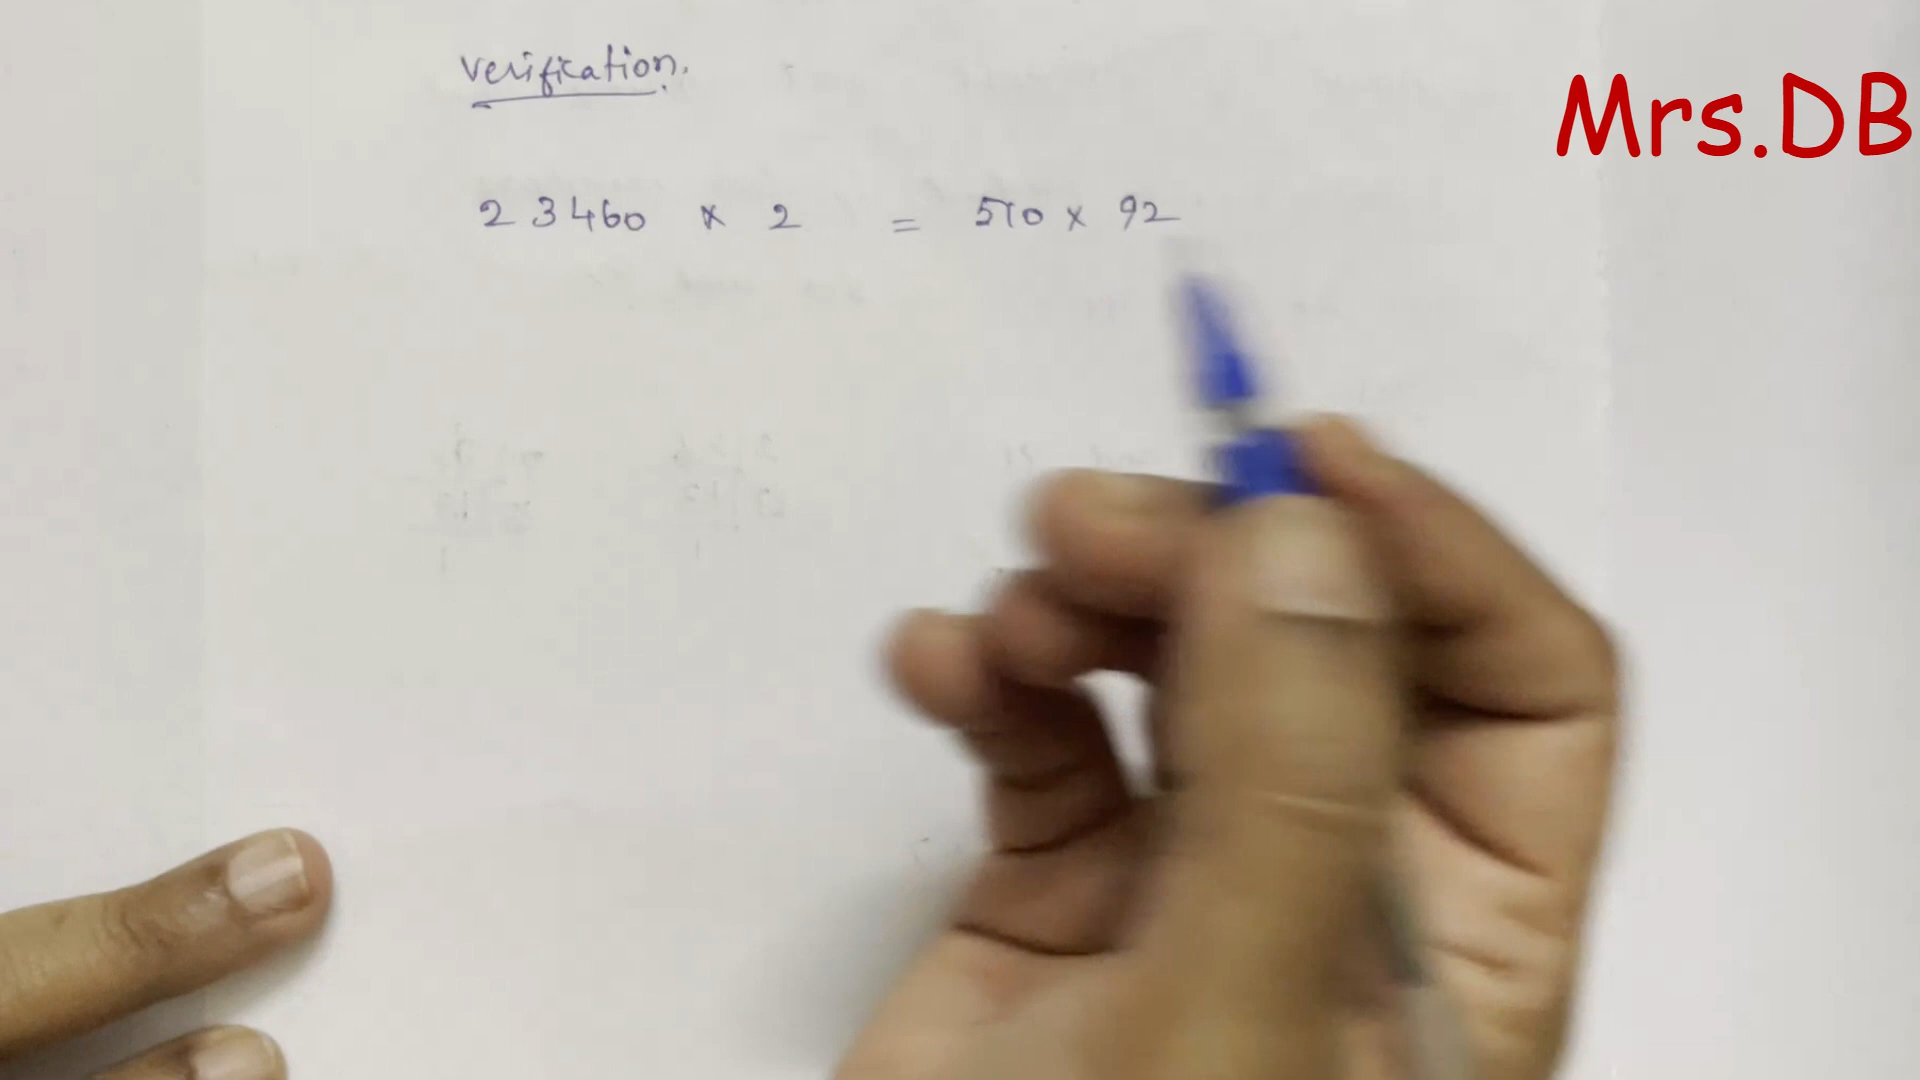 Verification.
Mrs.DB
23460 x 2 = 510 x 92